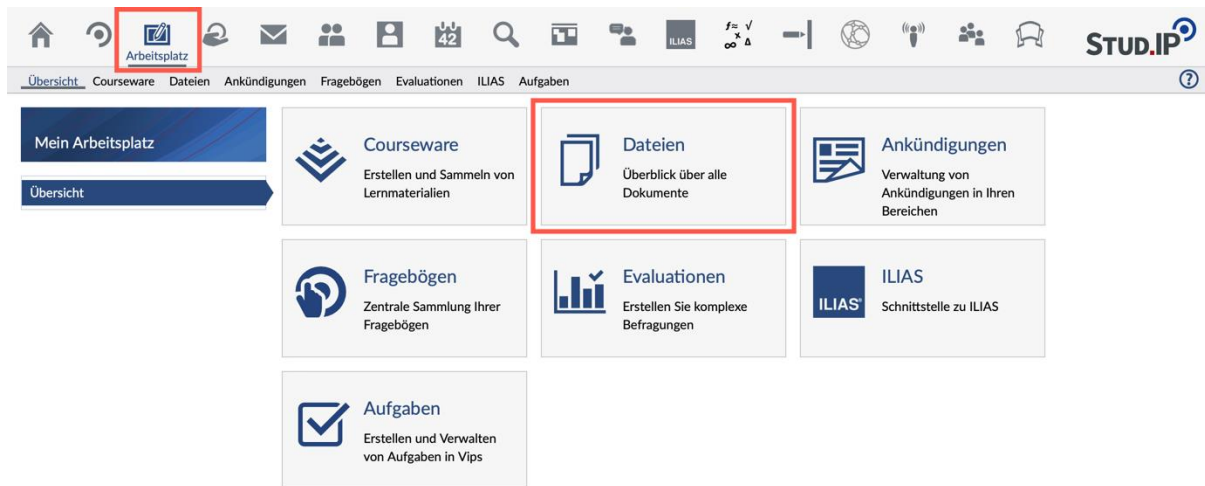 42
ILIAS
f≈ √
x
∞ Δ
Arbeitsplatz
STUD.IP
Übersicht Courseware Dateien Ankündigungen Fragebögen Evaluationen ILIAS Aufgaben
?
Mein Arbeitsplatz
Übersicht
Courseware
Erstellen und Sammeln von
Lernmaterialien
Dateien
Überblick über alle
Dokumente
Ankündigungen
Verwaltung von
Ankündigungen in Ihren
Bereichen
Fragebögen
Zentrale Sammlung Ihrer
Fragebögen
Evaluationen
Erstellen Sie komplexe
Befragungen
ILIAS
ILIAS
Schnittstelle zu ILIAS
Aufgaben
Erstellen und Verwalten
von Aufgaben in Vips